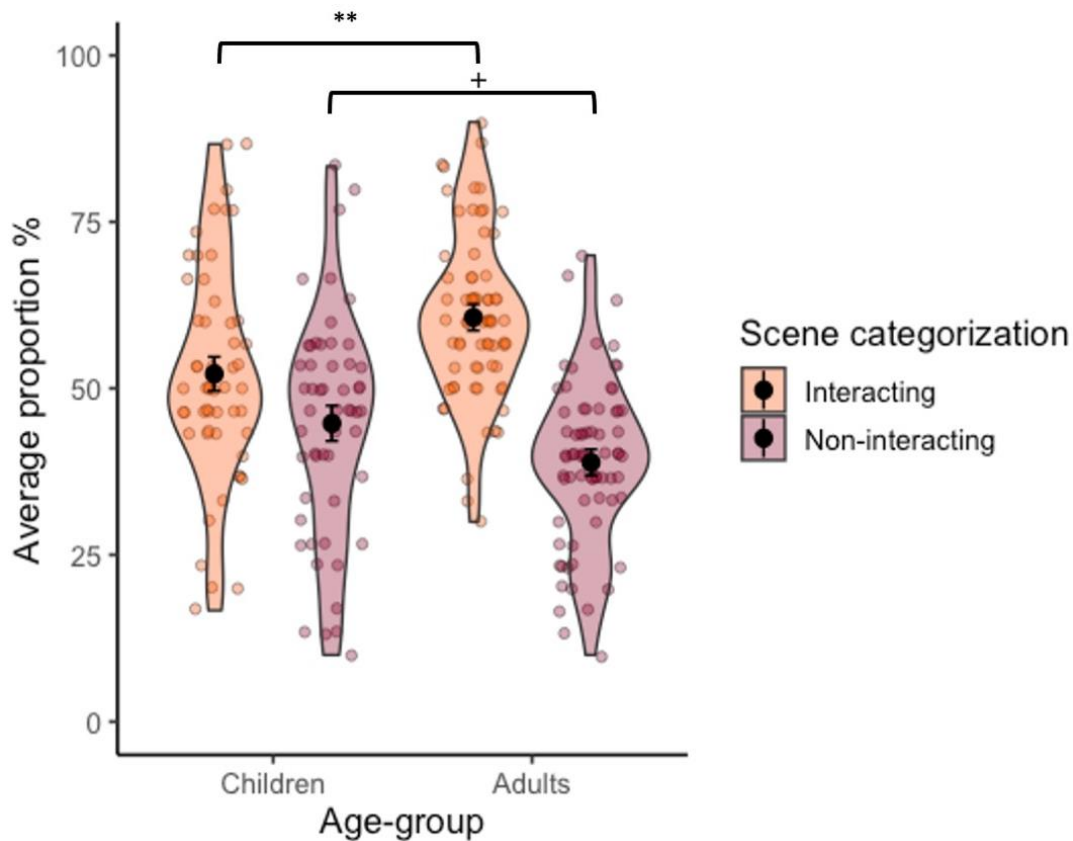 **
+
100
75
50
25
0
Average proportion %
Children
Adults
Age-group
Scene categorization
Interacting
Non-interacting